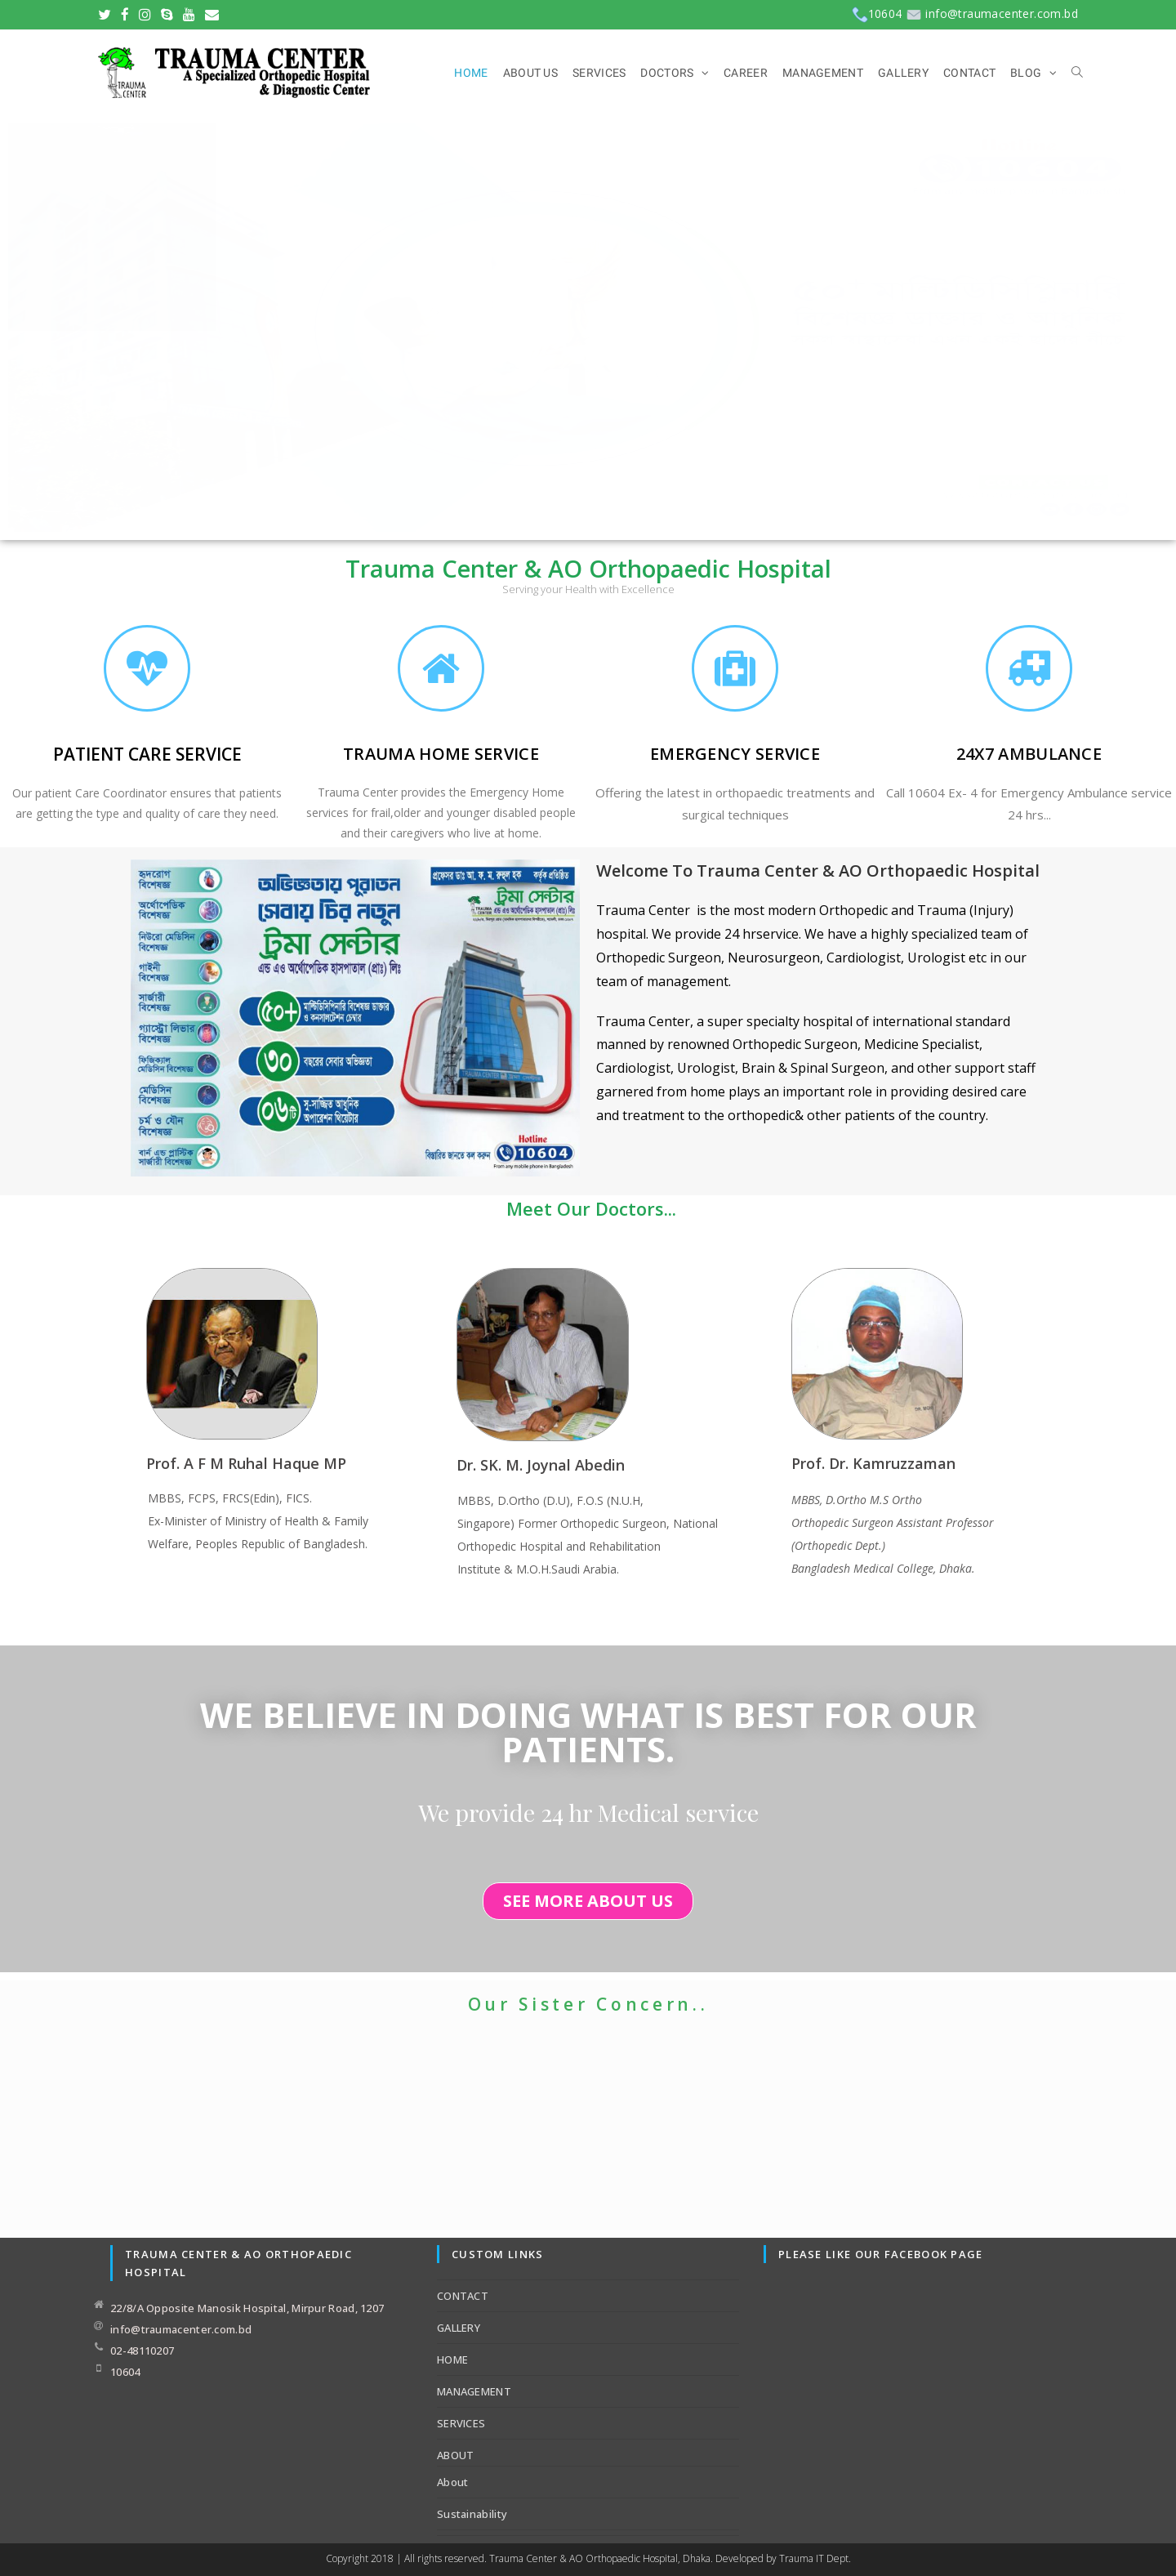 10604 info@traumacenter.com.bd
TRAUMA CENTER
A Specialized Orthopedic Hospital
& Diagnostic Center
TRAUMA
CENTER
HOME ABOUT US SERVICES DOCTORS CAREER MANAGEMENT GALLERY CONTACT BLOG
Trauma Center & AO Orthopaedic Hospital
Serving your Health with Excellence
PATIENT CARE SERVICE
Our patient Care Coordinator ensures that patients
are getting the type and quality of care they need.
TRAUMA HOME SERVICE
Trauma Center provides the Emergency Home
services for frail,older and younger disabled people
and their caregivers who live at home.
EMERGENCY SERVICE
Offering the latest in orthopaedic treatments and
surgical techniques
24X7 AMBULANCE
Call 10604 Ex- 4 for Emergency Ambulance service
24 hrs...
হৃদরোগ
বিশেষজ্ঞ
অর্থোপেডিক
বিশেষজ্ঞ
নিউরো মেডিসিন
বিশেষজ্ঞ
গাইনী
বিশেষজ্ঞ
সার্জারী
বিশেষজ্ঞ
গ্যাস্ট্রো লিভার
বিশেষজ্ঞ
ফিজিক্যাল
মেডিসিন বিশেষজ্ঞ
মেডিসিন
বিশেষজ্ঞ
চর্ম ও যৌন
বিশেষজ্ঞ
বার্ন এন্ড প্লাস্টিক
সার্জারী বিশেষজ্ঞ
অভিজ্ঞতায় পুরাতন
সেবায় চির নতুন
ট্রমা সেন্টার
এন্ড এও অর্থোপেডিক হাসপাতাল (প্রাঃ) লিঃ
প্রফেসর ডাঃ আ. ফ. ম. রুহুল হক কর্তৃক প্রতিষ্ঠিত
ট্রমা সেন্টার
৫০+ মাল্টিডিসিপ্লিনারি বিশেষজ্ঞ ডাক্তার
ও কনসালটেশন চেম্বার
৩০ বছরের সেবার অভিজ্ঞতা
০৬টি সু-সাজ্জিত আধুনিক
অপারেশন থিয়েটার
বিস্তারিত জানতে কল করুন
Hotline
10604
From any mobile phone in Bangladesh
Welcome To Trauma Center & AO Orthopaedic Hospital
Trauma Center  is the most modern Orthopedic and Trauma (Injury)
hospital. We provide 24 hrservice. We have a highly specialized team of
Orthopedic Surgeon, Neurosurgeon, Cardiologist, Urologist etc in our
team of management.
Trauma Center, a super specialty hospital of international standard
manned by renowned Orthopedic Surgeon, Medicine Specialist,
Cardiologist, Urologist, Brain & Spinal Surgeon, and other support staff
garnered from home plays an important role in providing desired care
and treatment to the orthopedic& other patients of the country.
Meet Our Doctors...
Prof. A F M Ruhal Haque MP
MBBS, FCPS, FRCS(Edin), FICS.
Ex-Minister of Ministry of Health & Family
Welfare, Peoples Republic of Bangladesh.
Dr. SK. M. Joynal Abedin
MBBS, D.Ortho (D.U), F.O.S (N.U.H,
Singapore) Former Orthopedic Surgeon, National
Orthopedic Hospital and Rehabilitation
Institute & M.O.H.Saudi Arabia.
Prof. Dr. Kamruzzaman
MBBS, D.Ortho M.S Ortho
Orthopedic Surgeon Assistant Professor
(Orthopedic Dept.)
Bangladesh Medical College, Dhaka.
WE BELIEVE IN DOING WHAT IS BEST FOR OUR
PATIENTS.
We provide 24 hr Medical service
SEE MORE ABOUT US
Our Sister Concern..
TRAUMA CENTER & AO ORTHOPAEDIC
HOSPITAL
22/8/A Opposite Manosik Hospital, Mirpur Road, 1207
info@traumacenter.com.bd
02-48110207
10604
CUSTOM LINKS
CONTACT
GALLERY
HOME
MANAGEMENT
SERVICES
ABOUT
About
Sustainability
PLEASE LIKE OUR FACEBOOK PAGE
Copyright 2018 | All rights reserved. Trauma Center & AO Orthopaedic Hospital, Dhaka. Developed by Trauma IT Dept.